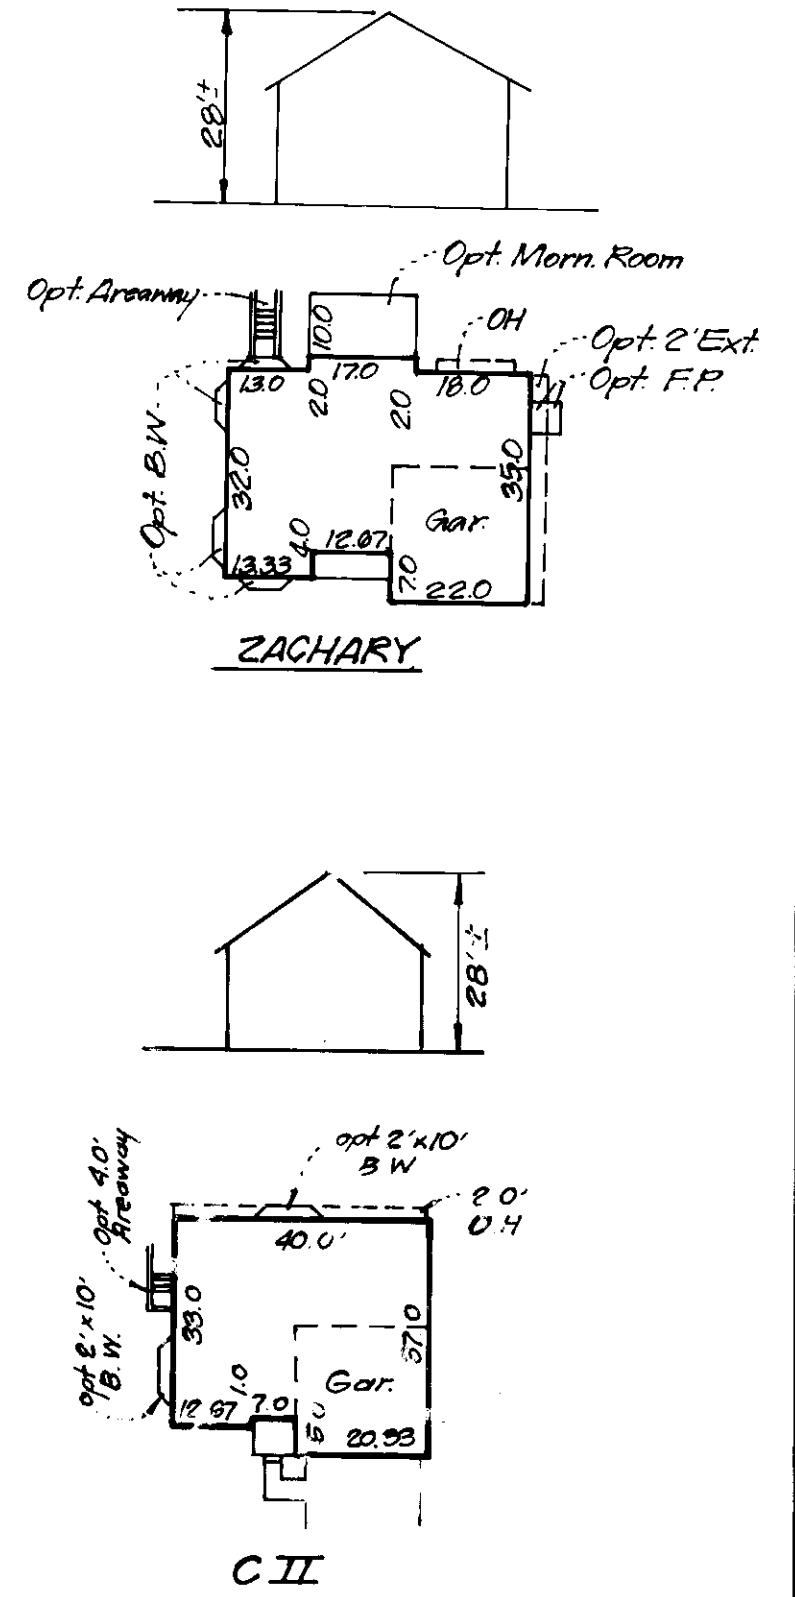 28'±
Opt. Morn. Room
Opt. Areaway
10.0
OH
Opt. 2' Ext.
Opt. F.P.
13.0
17.0
18.0
2.0
2.0
Opt. B.W.
32.0
35.0
Gar.
4.0
12.67
13.33
7.0
22.0
ZACHARY
28'±
opt 2'x10'
B W
opt 4.0'
Areaway
2 0'
O.H
40.0'
33.0
37.0
opt 2'x10'
B.W.
1.0
Gar.
12 67
7.0
5 0
20.33
C II